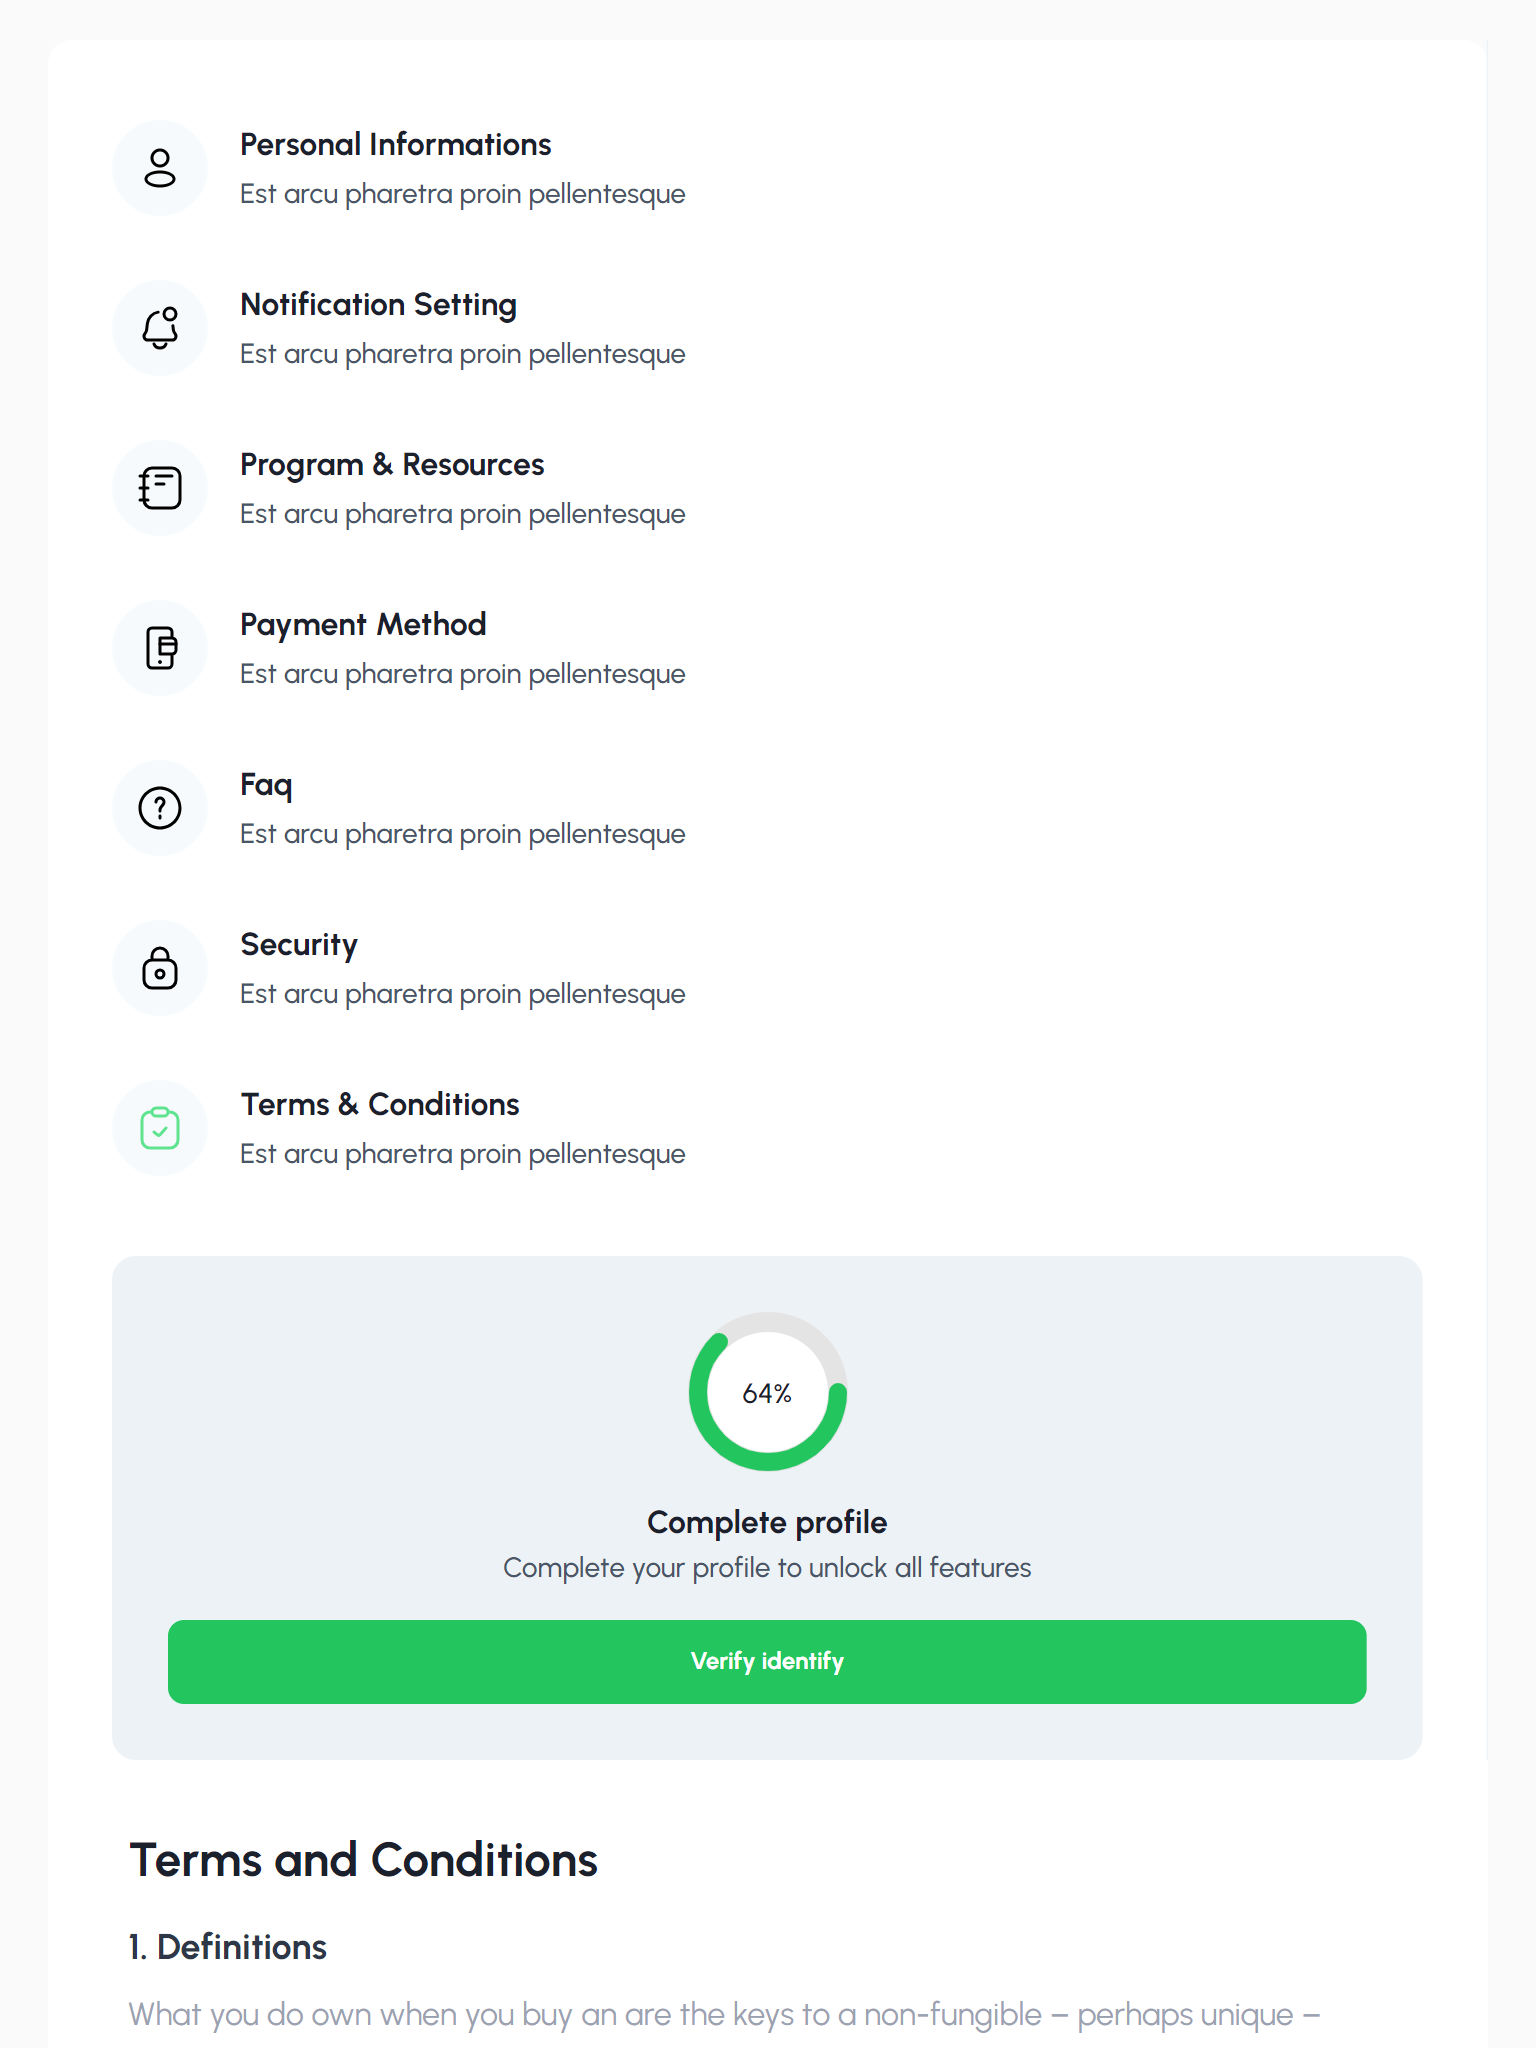 Personal Informations
Est arcu pharetra proin pellentesque
Notification Setting
Est arcu pharetra proin pellentesque
Program & Resources
Est arcu pharetra proin pellentesque
Payment Method
Est arcu pharetra proin pellentesque
Faq
Est arcu pharetra proin pellentesque
Security
Est arcu pharetra proin pellentesque
Terms & Conditions
Est arcu pharetra proin pellentesque
64%
Complete profile
Complete your profile to unlock all features
Verify identify
Terms and Conditions
1. Definitions
What you do own when you buy an are the keys to a non-fungible – perhaps unique –